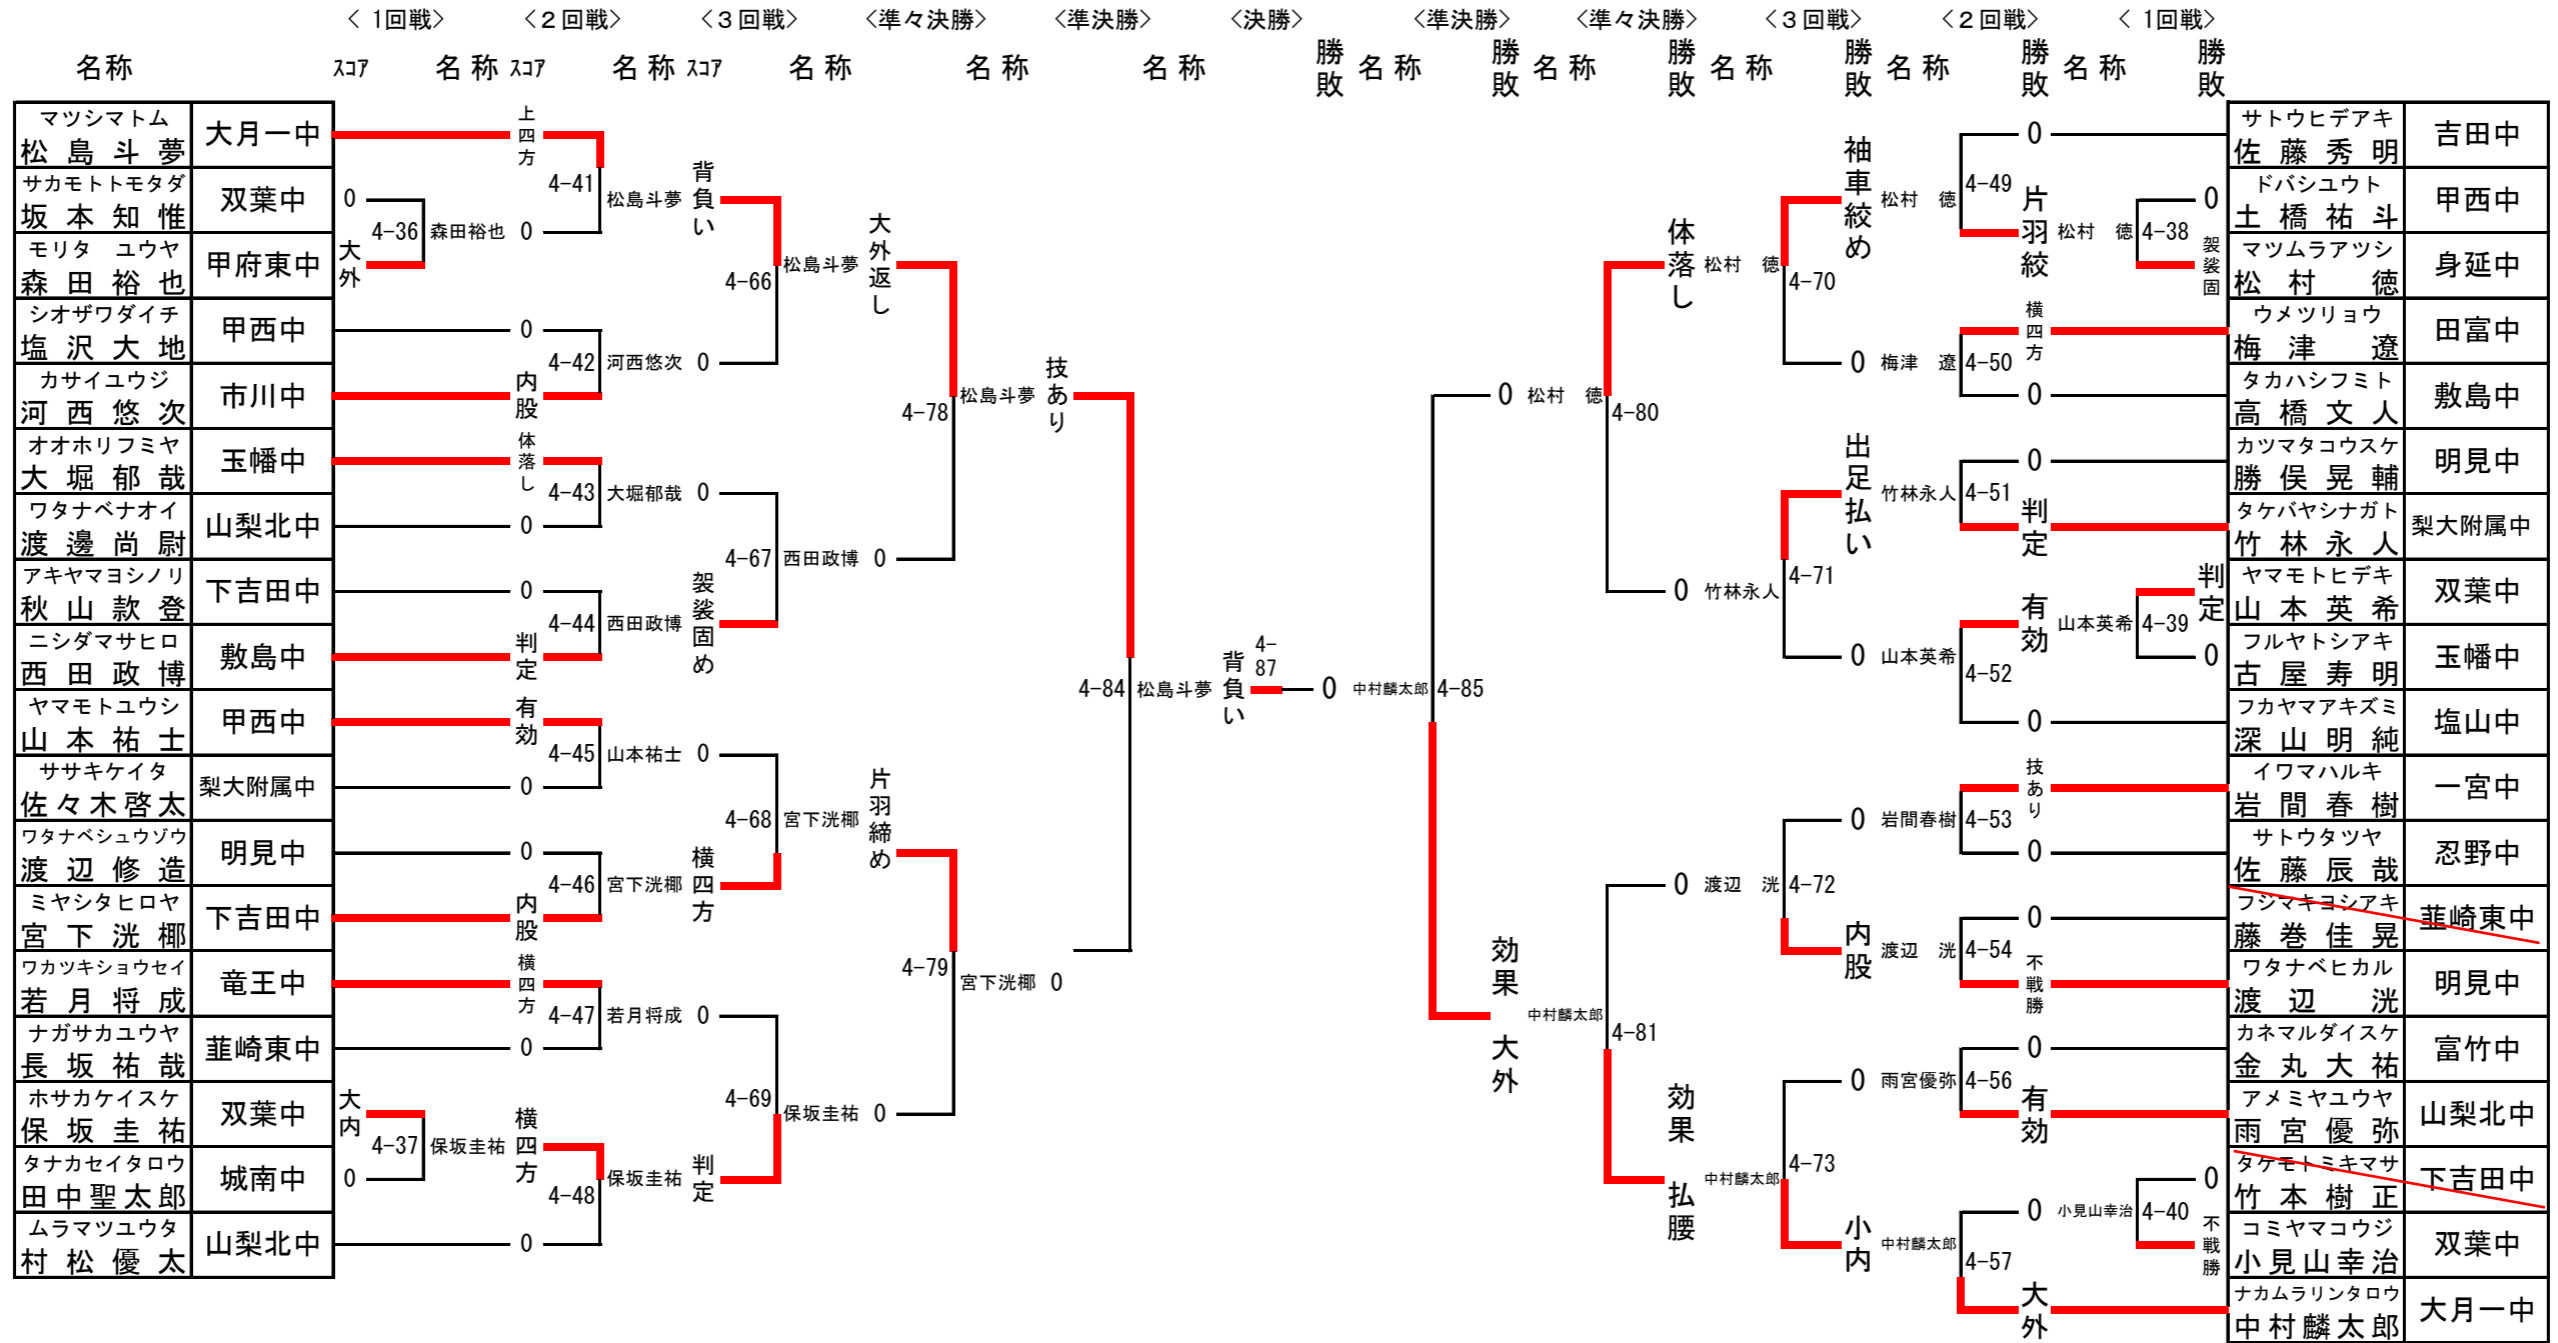 < 1回戦> <2回戦> <3回戦> <準々決勝> <準決勝> <決勝> <準決勝> <準々決勝> <3回戦> <2回戦> < 1回戦>
名称 スコア 名称 スコア 名称 スコア 名称 名称 名称 勝敗 名称 勝敗 名称 勝敗 名称 勝敗 名称 勝敗 名称 勝敗
マツシマトム
松島斗夢 大月一中
サカモトトモタダ
坂本知惟 双葉中
モリタ ユウヤ
森田裕也 甲府東中
シオザワダイチ
塩沢大地 甲西中
カサイユウジ
河西悠次 市川中
オオホリフミヤ
大堀郁哉 玉幡中
ワタナベナオイ
渡邊尚尉 山梨北中
アキヤマヨシノリ
秋山款登 下吉田中
ニシダマサヒロ
西田政博 敷島中
ヤマモトユウシ
山本祐士 甲西中
ササキケイタ
佐々木啓太 梨大附属中
ワタナベシュウゾウ
渡辺修造 明見中
ミヤシタヒロヤ
宮下洸椰 下吉田中
ワカツキショウセイ
若月将成 竜王中
ナガサカユウヤ
長坂祐哉 韮崎東中
ホサカケイスケ
保坂圭祐 双葉中
タナカセイタロウ
田中聖太郎 城南中
ムラマツユウタ
村松優太 山梨北中
0
4-36
大外
森田裕也
大内
4-37
0
保坂圭祐
上四方
4-41
0
0
4-42
内股
体落し
4-43
0
0
4-44
判定
有効
4-45
0
0
4-46
内股
横四方
4-47
0
横四方
4-48
0
松島斗夢
背負い
4-66
河西悠次 0
大堀郁哉 0
4-67
西田政博
袈裟固め
山本祐士 0
4-68
宮下洸椰
横四方
若月将成 0
4-69
保坂圭祐
判定
松島斗夢
大外返し
4-78
西田政博 0
宮下洸椰
片羽締め
4-79
保坂圭祐 0
松島斗夢
技あり
4-84
宮下洸椰 0
松島斗夢
背負い
4-87
0 中村麟太郎
4-85
0 松村 徳
効果 大外
中村麟太郎
4-80
体落し
松村 徳
0 竹林永人
4-81
0 渡辺 洸
効果 払腰
中村麟太郎
4-70
袖車絞め
松村 徳
0 梅津 遼
4-71
出足払い
竹林永人
0 山本英希
4-72
0 岩間春樹
内股
渡辺 洸
4-73
0 雨宮優弥
小内
中村麟太郎
4-49
0
片羽絞
松村 徳
4-50
横四方
0
4-51
0
判定
4-52
有効
山本英希
0
4-53
技あり
0
4-54
0
不戦勝
4-56
0
有効
4-57
0 小見山幸治
大外
4-38
0
袈裟固
4-39
判定
0
4-40
0
不戦勝
サトウヒデアキ
佐藤秀明 吉田中
ドバシユウト
土橋祐斗 甲西中
マツムラアツシ
松村 徳 身延中
ウメツリョウ
梅津 遼 田富中
タカハシフミト
高橋文人 敷島中
カツマタコウスケ
勝俣晃輔 明見中
タケバヤシナガト
竹林永人 梨大附属中
ヤマモトヒデキ
山本英希 双葉中
フルヤトシアキ
古屋寿明 玉幡中
フカヤマアキズミ
深山明純 塩山中
イワマハルキ
岩間春樹 一宮中
サトウタツヤ
佐藤辰哉 忍野中
フジマキヨシアキ
藤巻佳晃 韮崎東中
ワタナベヒカル
渡辺 洸 明見中
カネマルダイスケ
金丸大祐 富竹中
アメミヤユウヤ
雨宮優弥 山梨北中
タケモトミキマサ
竹本樹正 下吉田中
コミヤマコウジ
小見山幸治 双葉中
ナカムラリンタロウ
中村麟太郎 大月一中